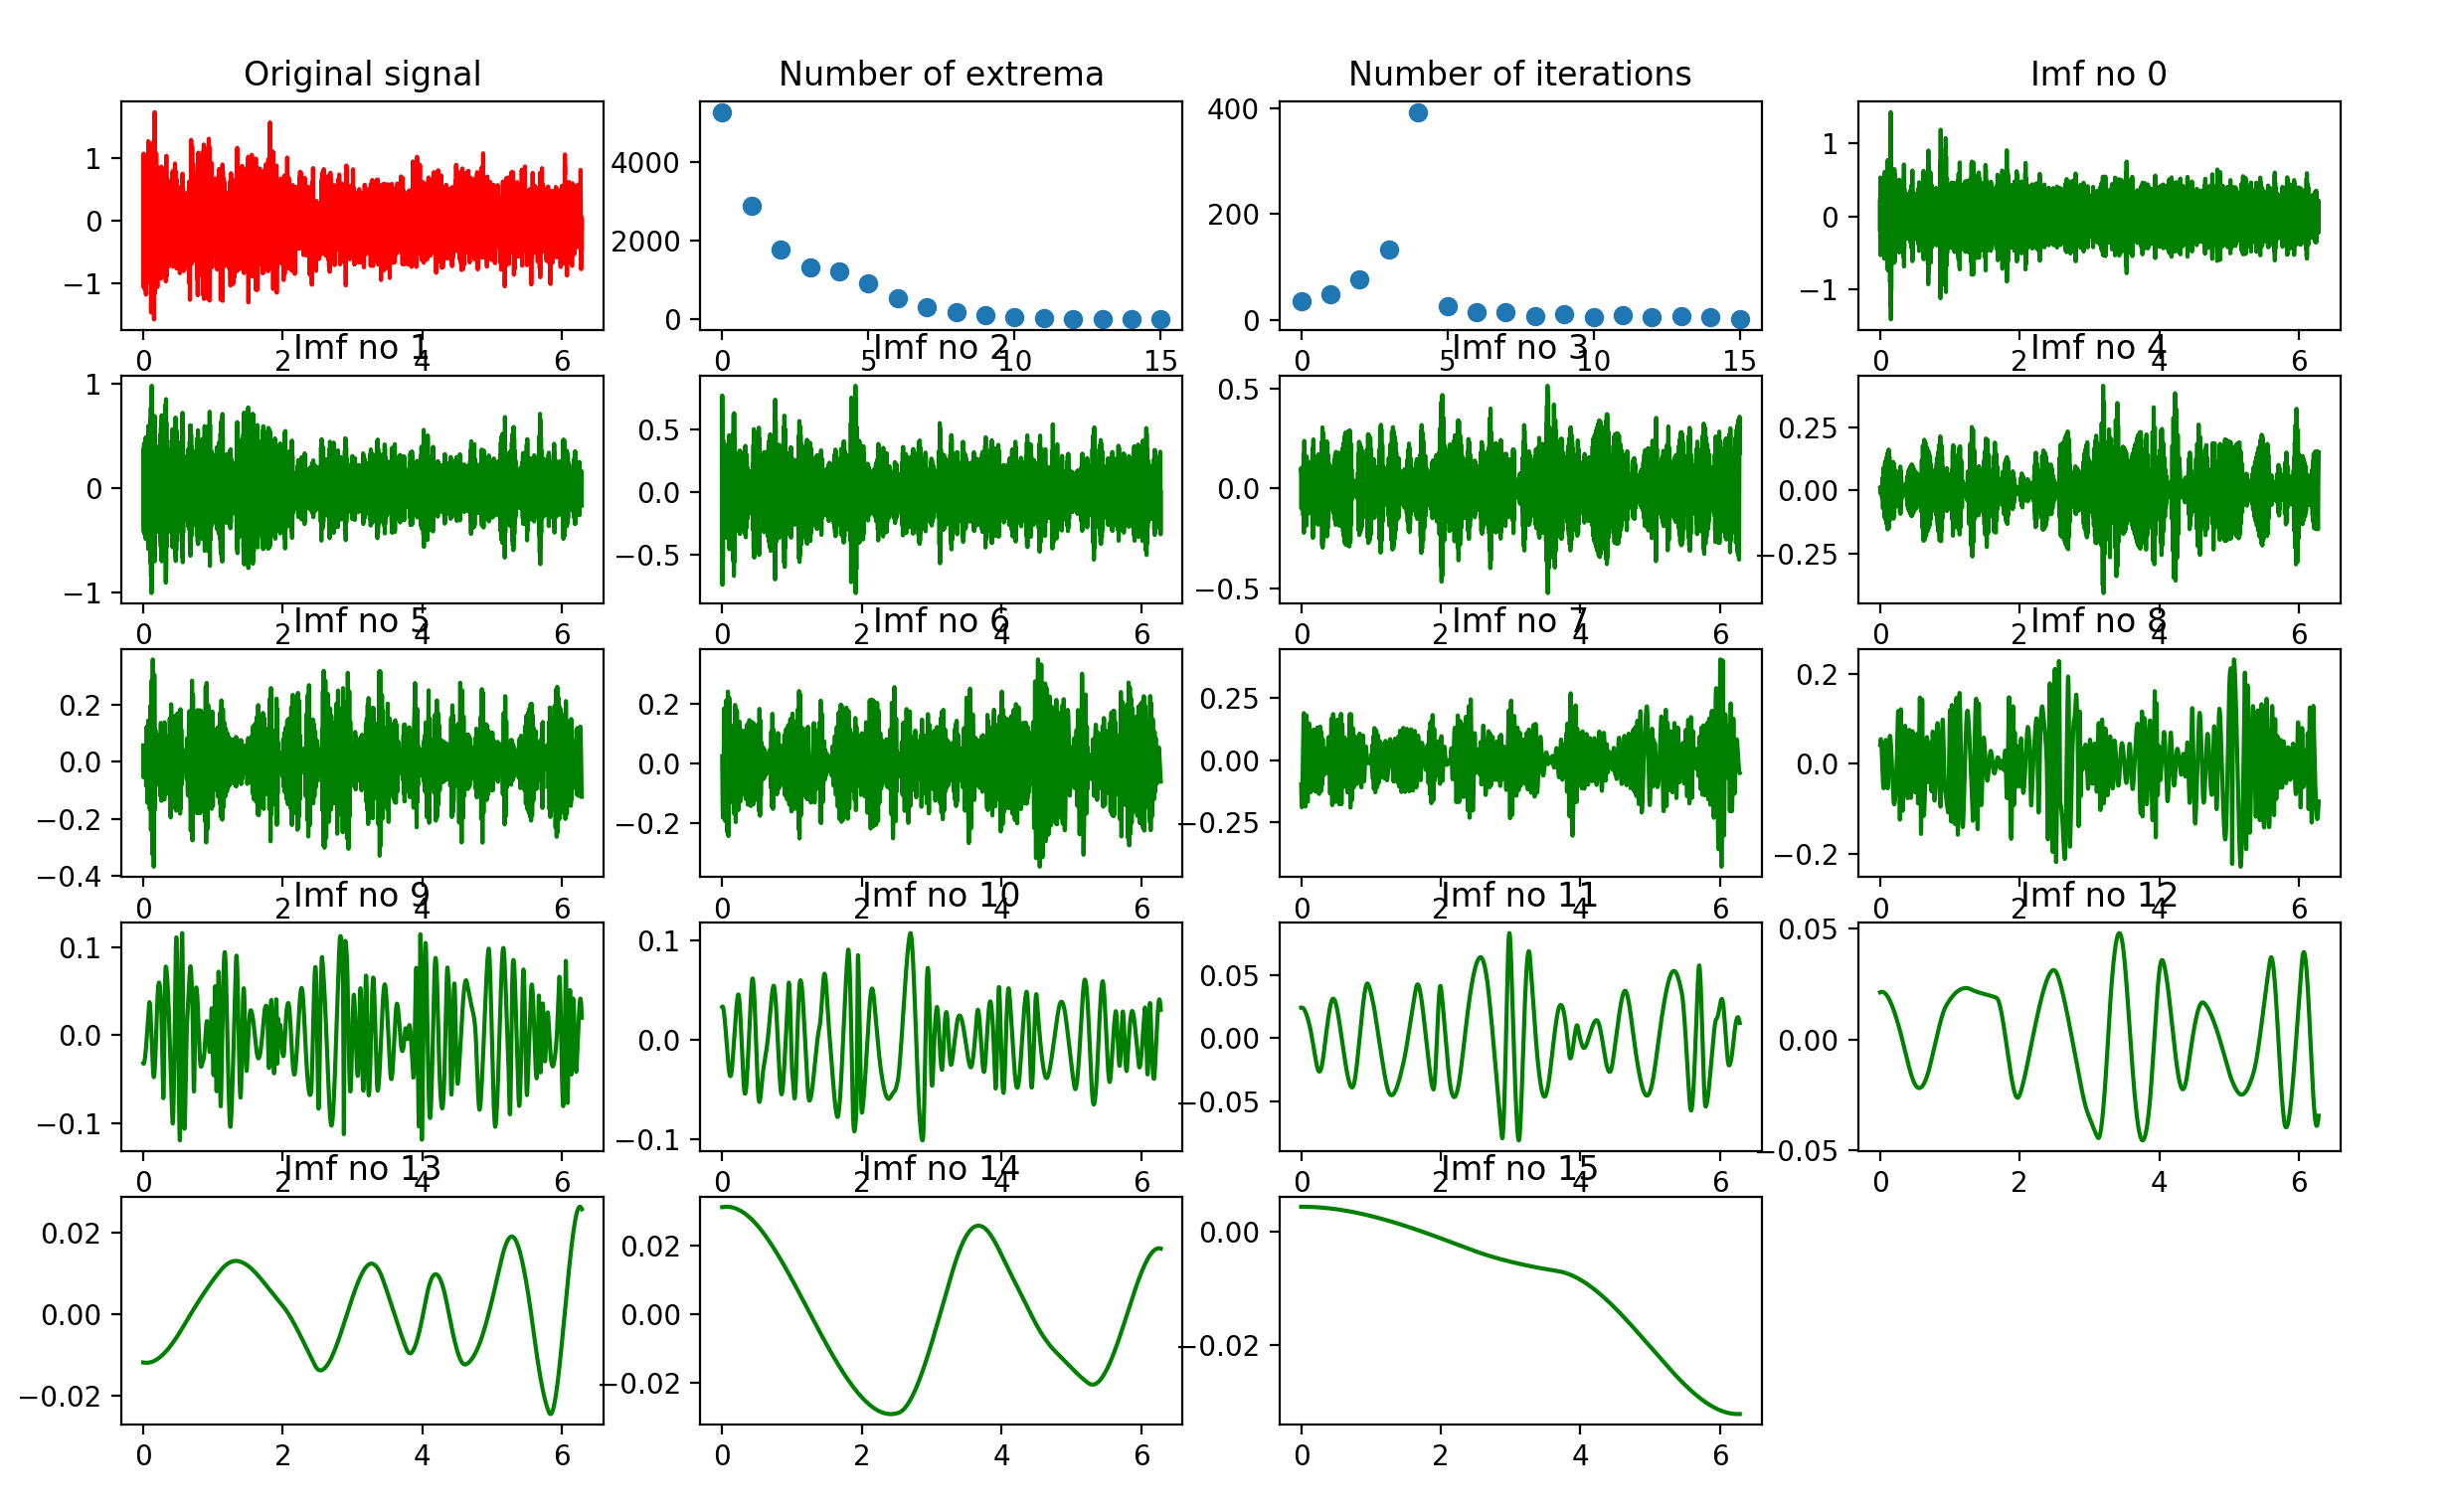 Original signal
Number of extrema
Number of iterations
Imf no 0
1
0
−1
0 2 4 6
4000
2000
0
0 5 10 15
400
200
0
0 5 10 15
1
0
−1
0 2 4 6
Imf no 1
Imf no 2
Imf no 3
Imf no 4
1
0
−1
0 2 4 6
0.5
0.0
−0.5
0 2 4 6
0.5
0.0
−0.5
0 2 4 6
0.25
0.00
−0.25
0 2 4 6
Imf no 5
Imf no 6
Imf no 7
Imf no 8
0.2
0.0
−0.2
−0.4
0 2 4 6
0.2
0.0
−0.2
0 2 4 6
0.25
0.00
−0.25
0 2 4 6
0.2
0.0
−0.2
0 2 4 6
Imf no 9
Imf no 10
Imf no 11
Imf no 12
0.1
0.0
−0.1
0 2 4 6
0.1
0.0
−0.1
0 2 4 6
0.05
0.00
−0.05
0 2 4 6
0.05
0.00
−0.05
0 2 4 6
Imf no 13
Imf no 14
Imf no 15
0.02
0.00
−0.02
0 2 4 6
0.02
0.00
−0.02
0 2 4 6
0.00
−0.02
0 2 4 6